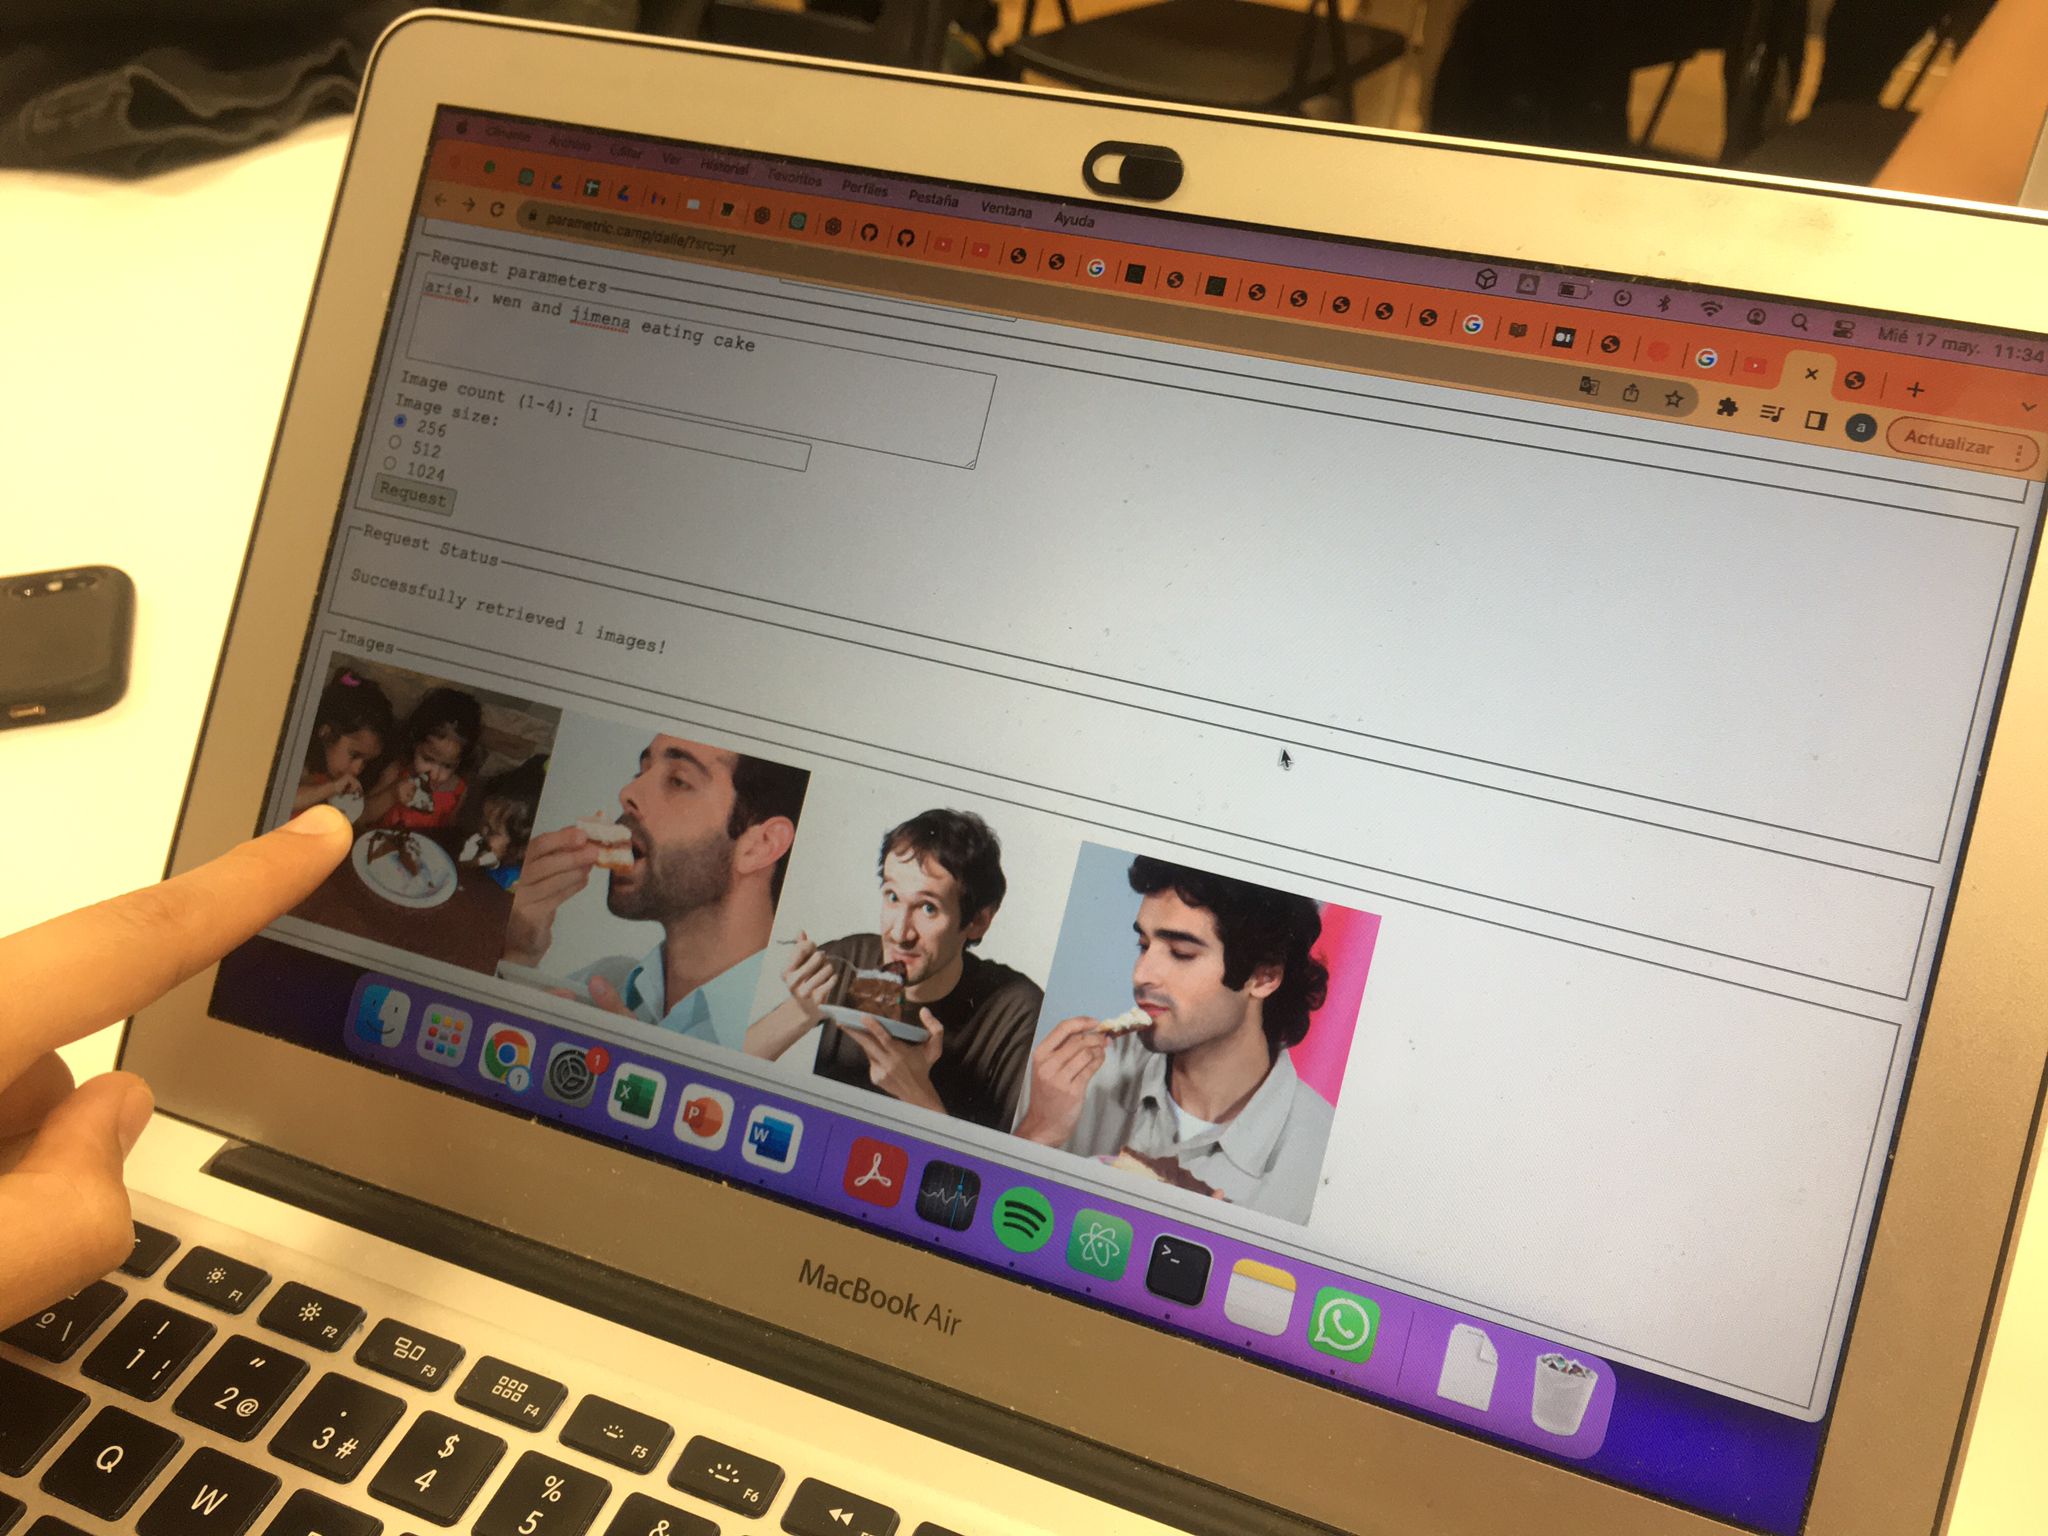 Chrome Archivo Editar Ver Historial Favoritos Perfiles Pestaña Ventana Ayuda
Mié 17 may. 11:34
parametric.camp/dalle/?src=yt
a
Actualizar
Request parameters
ariel, wen and jimena eating cake
Image count (1-4): 1
Image size:
256
512
1024
Request
Request Status
Successfully retrieved 1 images!
Images
1
1
X
P
W
>_
MacBook Air
F1
F2
F3
F4
F5
F6
º \
! 1 ¦
" 2 @
· 3 #
$ 4
% 5
&
Q
W